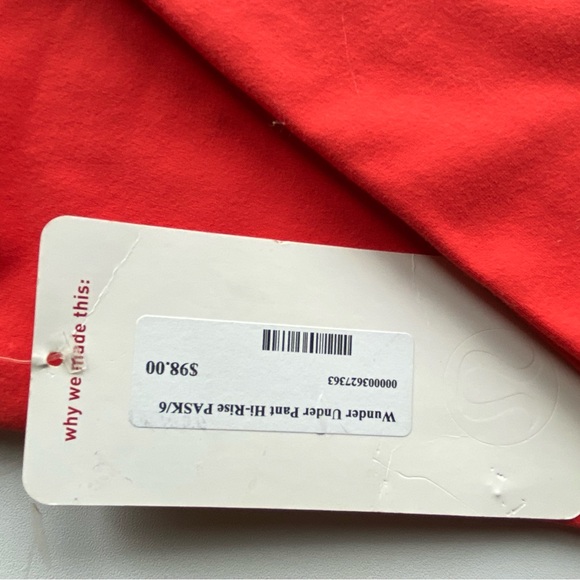 why we made this:
Wunder Under Pant Hi-Rise PASK/6
000003627363
$98.00